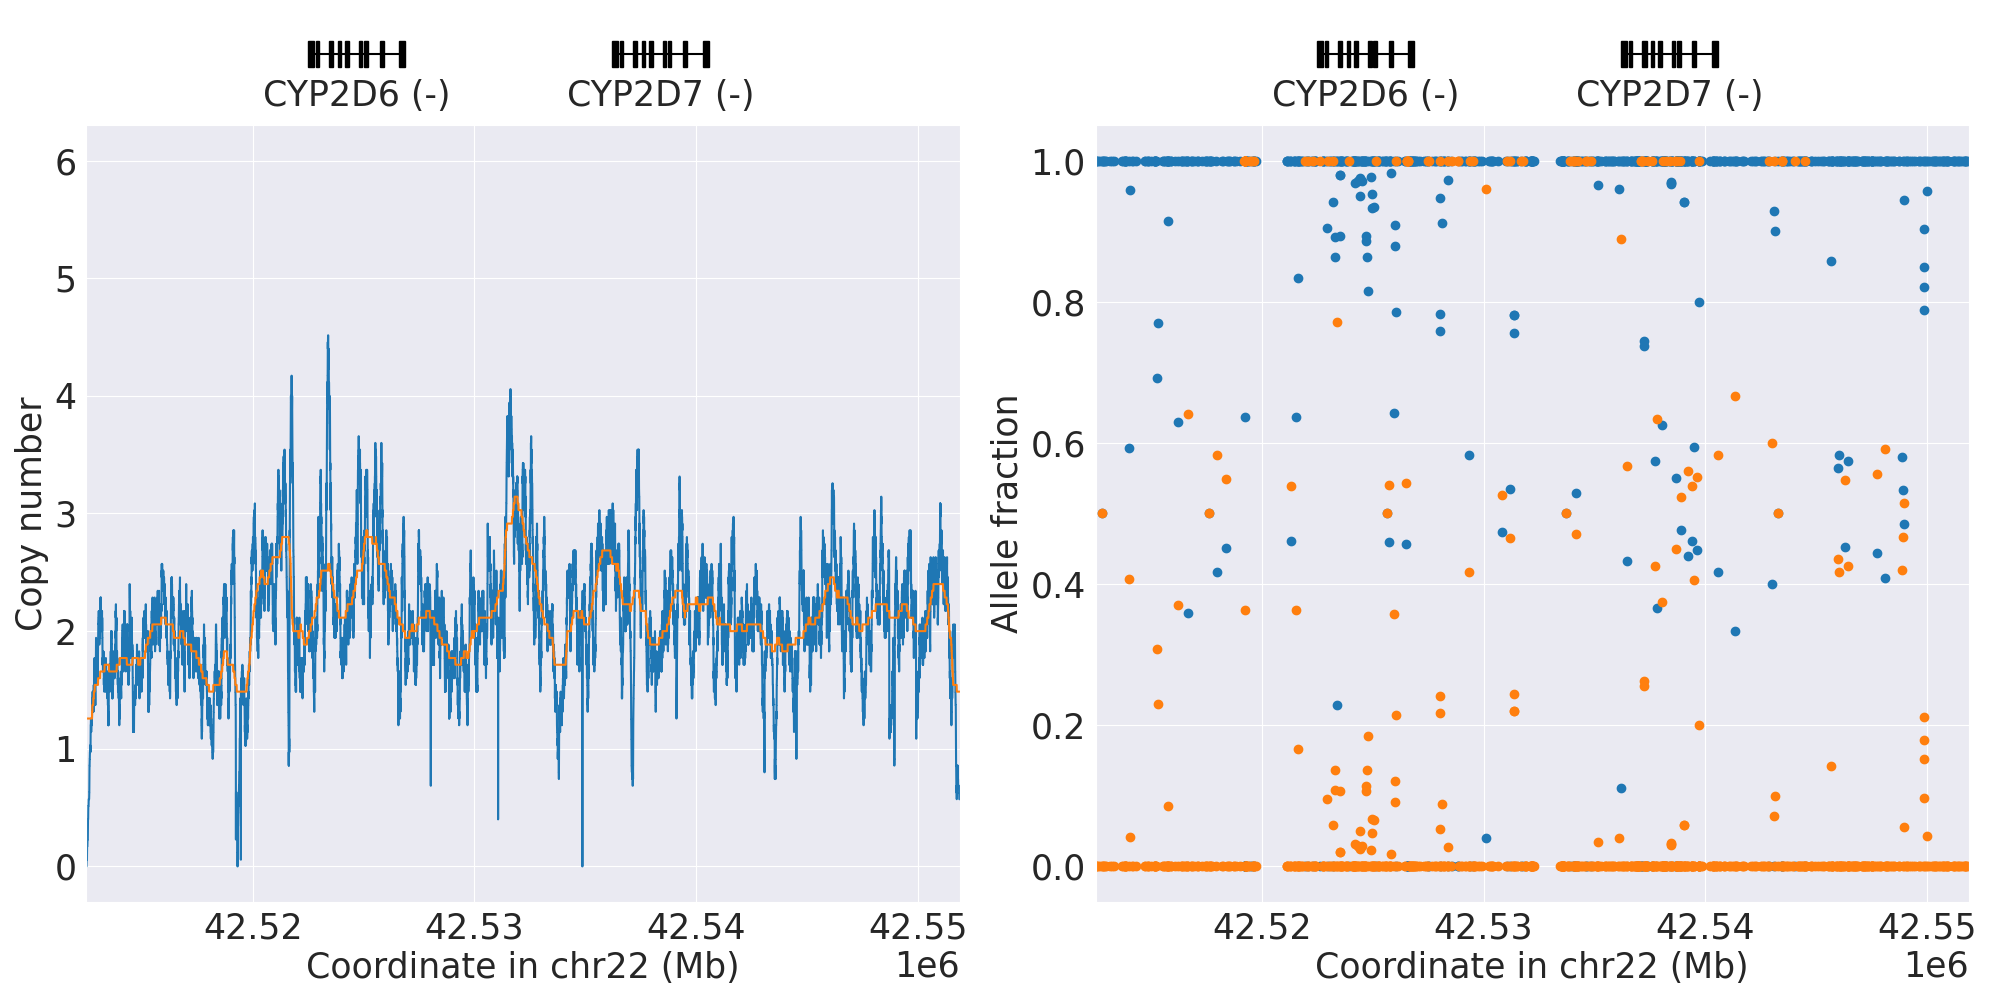 CYP2D6 (-) CYP2D7 (-)
CYP2D6 (-) CYP2D7 (-)
Copy number
6
5
4
3
2
1
0
42.52 42.53 42.54 42.55
Coordinate in chr22 (Mb) 1e6
Allele fraction
1.0
0.8
0.6
0.4
0.2
0.0
42.52 42.53 42.54 42.55
Coordinate in chr22 (Mb) 1e6